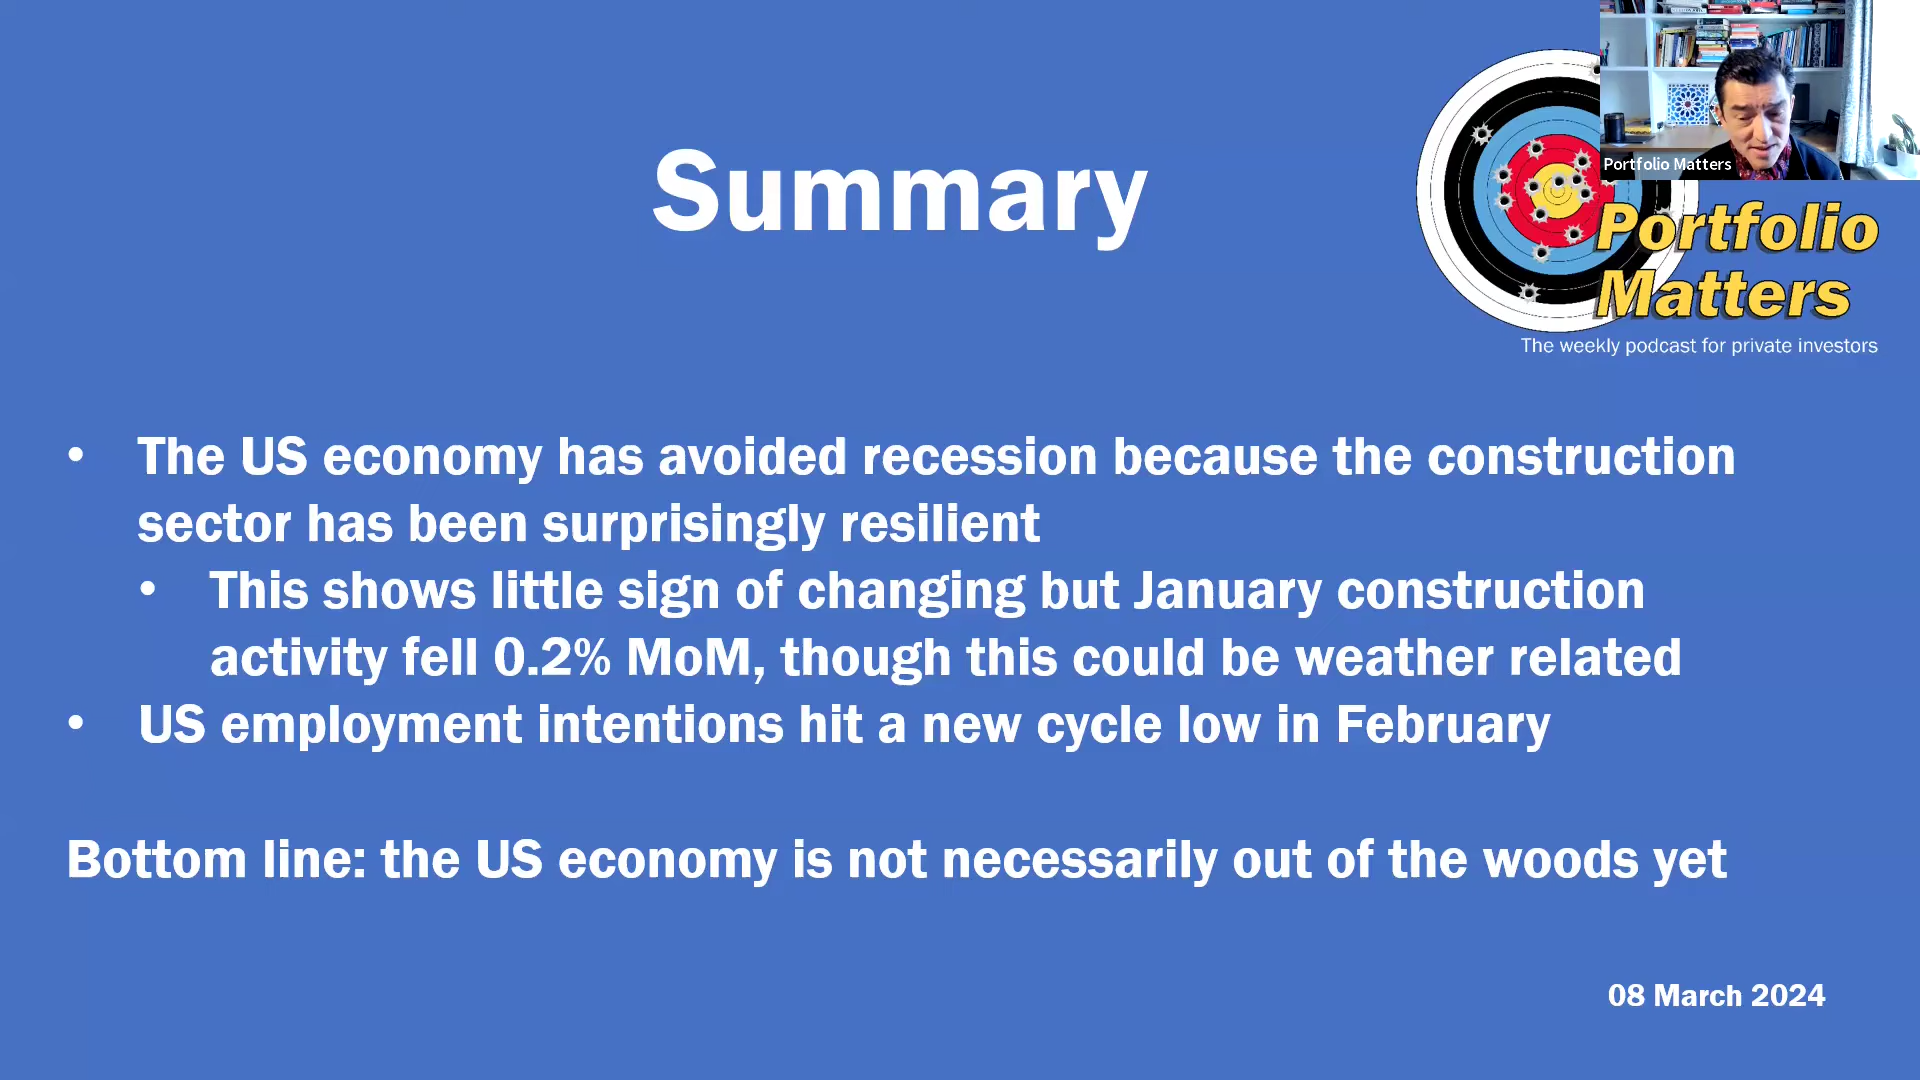 Portfolio Matters
Summary
Portfolio
Matters
The weekly podcast for private investors
• The US economy has avoided recession because the construction
sector has been surprisingly resilient
• This shows little sign of changing but January construction
activity fell 0.2% MoM, though this could be weather related
• US employment intentions hit a new cycle low in February
Bottom line: the US economy is not necessarily out of the woods yet
08 March 2024